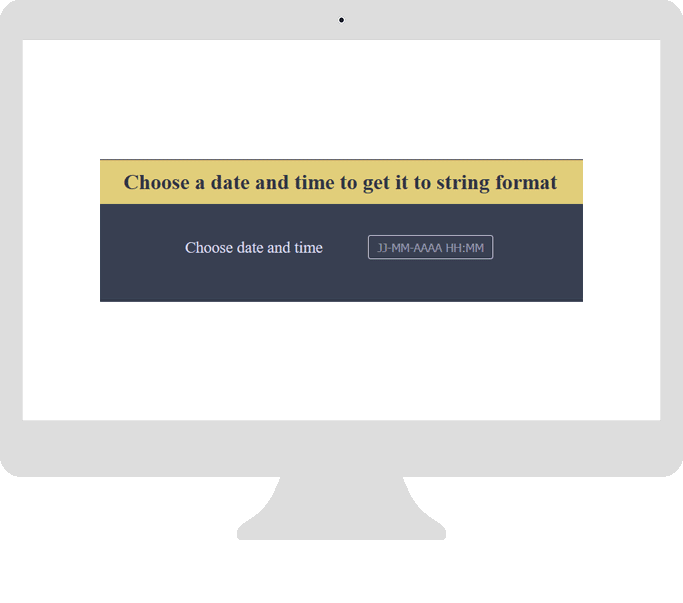 Choose a date and time to get it to string format
Choose date and time
JJ-MM-AAAA HH:MM